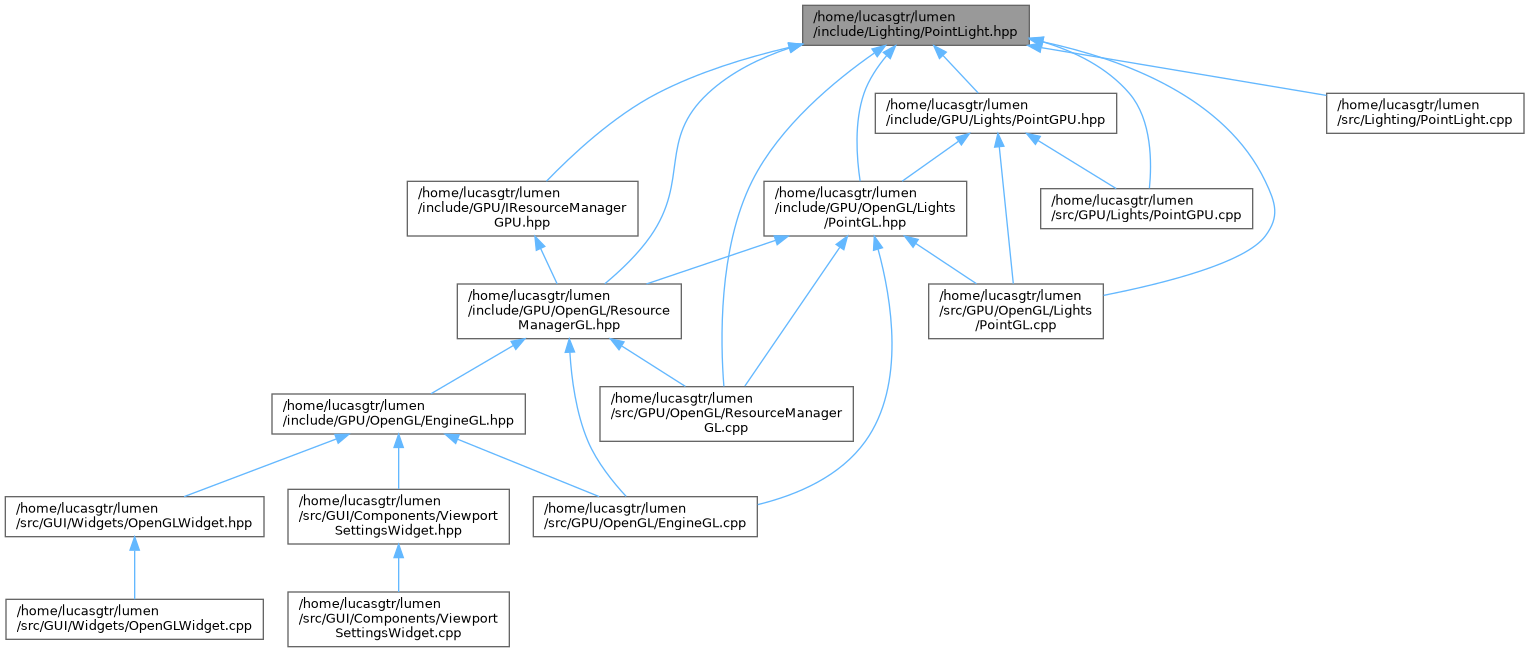 /home/lucasgtr/lumen
/include/Lighting/PointLight.hpp
/home/lucasgtr/lumen
/include/GPU/Lights/PointGPU.hpp
/home/lucasgtr/lumen
/src/Lighting/PointLight.cpp
/home/lucasgtr/lumen
/include/GPU/IResourceManager
GPU.hpp
/home/lucasgtr/lumen
/include/GPU/OpenGL/Lights
/PointGL.hpp
/home/lucasgtr/lumen
/src/GPU/Lights/PointGPU.cpp
/home/lucasgtr/lumen
/include/GPU/OpenGL/Resource
ManagerGL.hpp
/home/lucasgtr/lumen
/src/GPU/OpenGL/Lights
/PointGL.cpp
/home/lucasgtr/lumen
/include/GPU/OpenGL/EngineGL.hpp
/home/lucasgtr/lumen
/src/GPU/OpenGL/ResourceManager
GL.cpp
/home/lucasgtr/lumen
/src/GUI/Widgets/OpenGLWidget.hpp
/home/lucasgtr/lumen
/src/GUI/Components/Viewport
SettingsWidget.hpp
/home/lucasgtr/lumen
/src/GPU/OpenGL/EngineGL.cpp
/home/lucasgtr/lumen
/src/GUI/Widgets/OpenGLWidget.cpp
/home/lucasgtr/lumen
/src/GUI/Components/Viewport
SettingsWidget.cpp